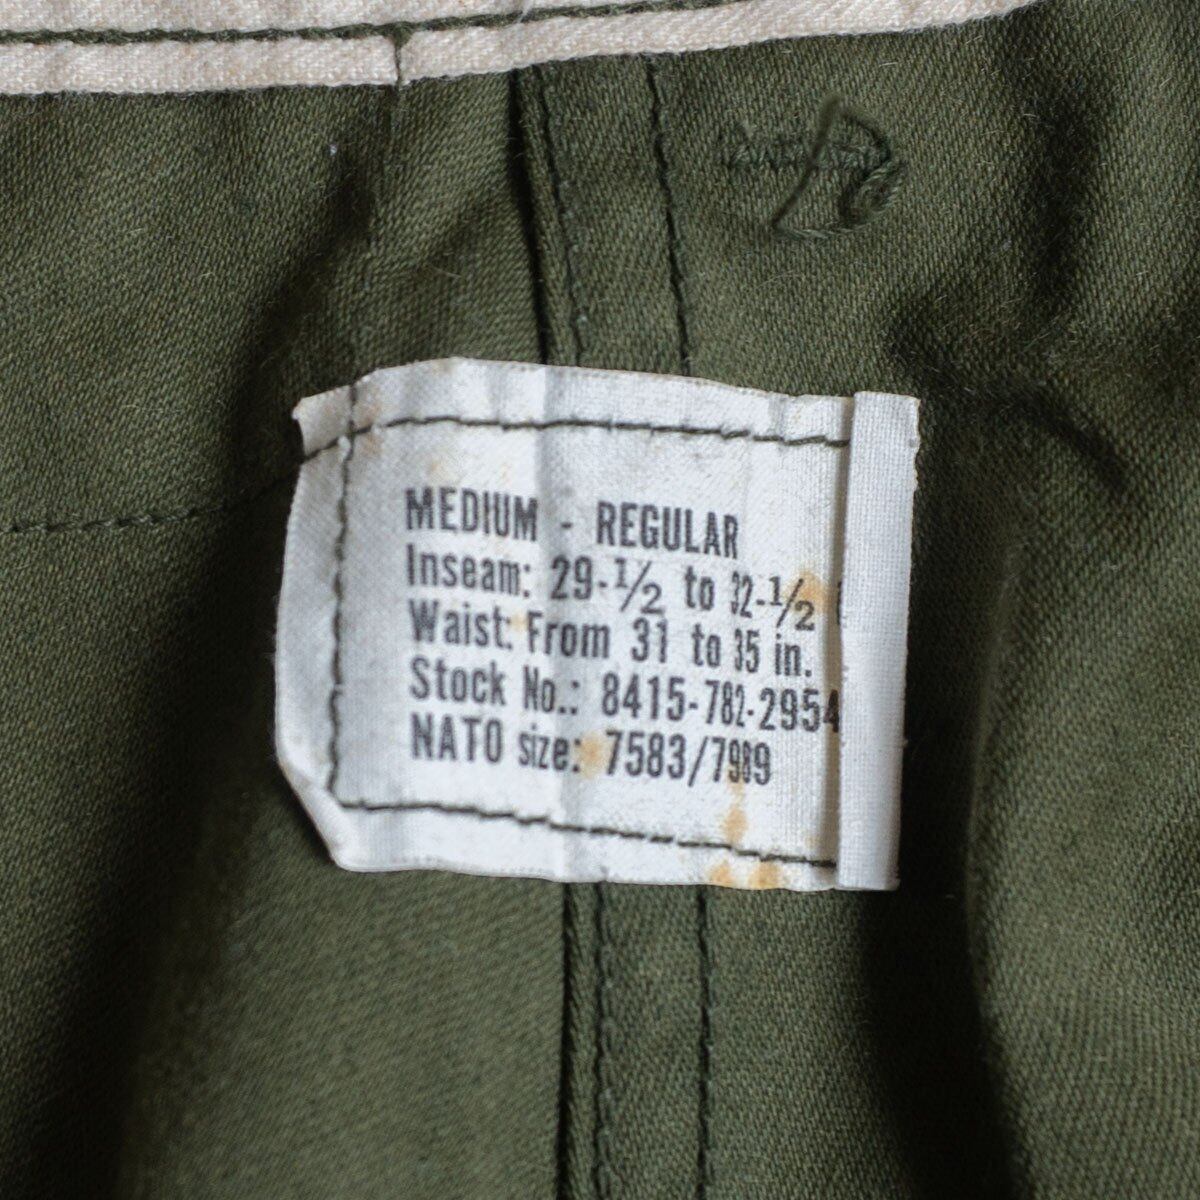 MEDIUM - REGULAR
Inseam: 29-1/2 to 32-1/2
Waist: From 31 to 35 in.
Stock No.: 8415-782-2954
NATO size: 7583/7989